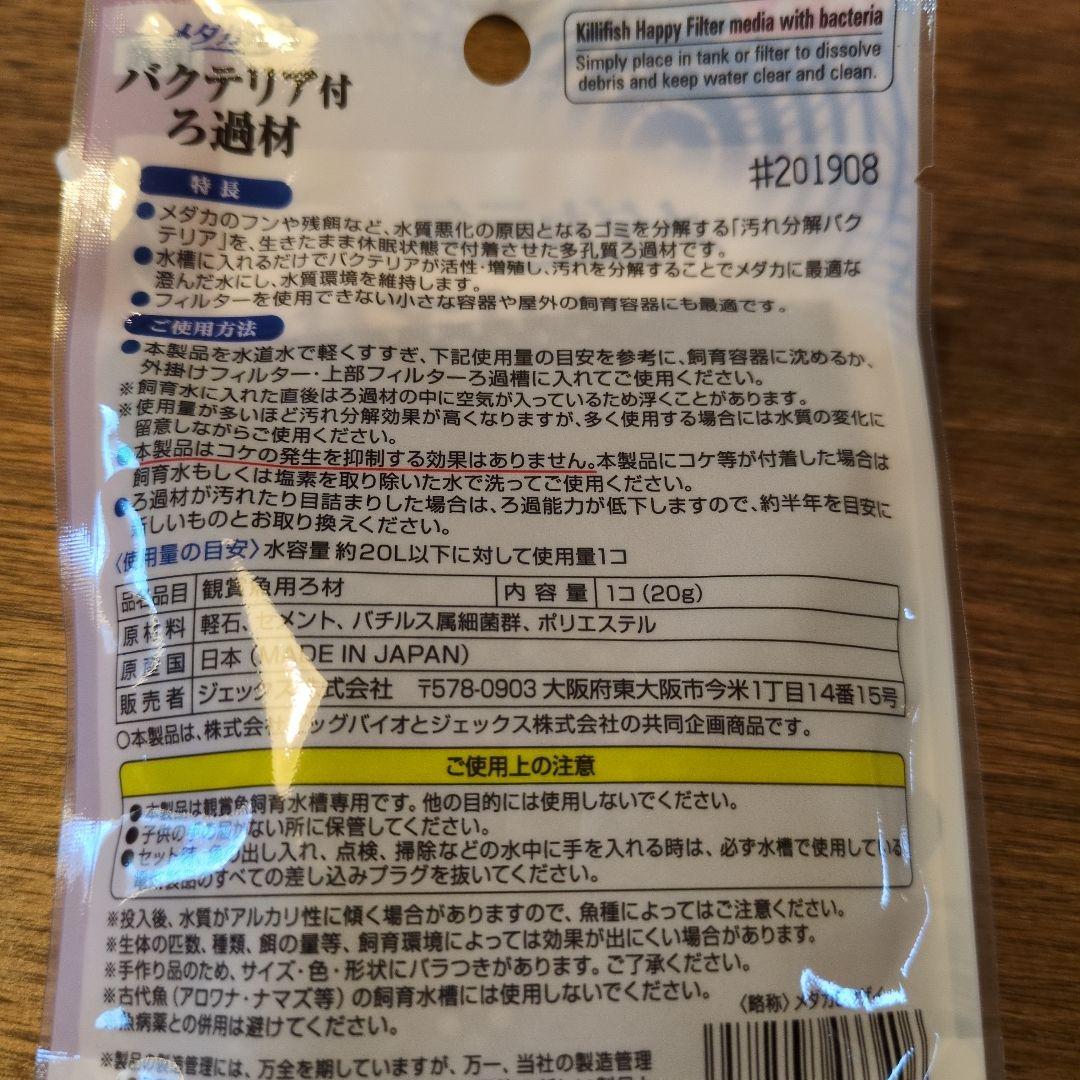 メダカ
Killifish Happy Filter media with bacteria
Simply place in tank or filter to dissolve
debris and keep water clear and clean.
バクテリア付
ろ過材
#201908
特長
●メダカのフンや残餌など、水質悪化の原因となるゴミを分解する「汚れ分解バク
テリア」を、生きたまま休眠状態で付着させた多孔質ろ過材です。
●水槽に入れるだけでバクテリアが活性・増殖し、汚れを分解することでメダカに最適な
澄んだ水にし、水質環境を維持します。
●フィルターを使用できない小さな容器や屋外の飼育容器にも最適です。
ご使用方法
●本製品を水道水で軽くすすぎ、下記使用量の目安を参考に、飼育容器に沈めるか、
外掛けフィルター・上部フィルターろ過槽に入れてご使用ください。
※飼育水に入れた直後はろ過材の中に空気が入っているため浮くことがあります。
※使用量が多いほど汚れ分解効果が高くなりますが、多く使用する場合には水質の変化に
留意しながらご使用ください。
●本製品はコケの発生を抑制する効果はありません。本製品にコケ等が付着した場合は
飼育水もしくは塩素を取り除いた水で洗ってご使用ください。
●ろ過材が汚れたり目詰まりした場合は、ろ過能力が低下しますので、約半年を目安に
新しいものとお取り換えください。
〈使用量の目安〉水容量 約20L以下に対して使用量1コ
品名品目 観賞魚用ろ材 内容量 1コ(20g)
原材料 軽石、セメント、バチルス属細菌群、ポリエステル
原産国 日本 (MADE IN JAPAN)
販売者 ジェックス株式会社 〒578-0903 大阪府東大阪市今米1丁目14番15号
○本製品は、株式会社 ッグバイオとジェックス株式会社の共同企画商品です。
ご使用上の注意
●本製品は観賞魚飼育水槽専用です。他の目的には使用しないでください。
●子供の手の届かない所に保管してください。
●セット時、魚の出し入れ、点検、掃除などの水中に手を入れる時は、必ず水槽で使用している
電気製品のすべての差し込みプラグを抜いてください。
※投入後、水質がアルカリ性に傾く場合がありますので、魚種によってはご注意ください。
※生体の匹数、種類、餌の量等、飼育環境によっては効果が出にくい場合があります。
※手作り品のため、サイズ・色・形状にバラつきがあります。ご了承ください。
※古代魚(アロワナ・ナマズ等)の飼育水槽には使用しないでください。
〈略称〉メダカ
※魚病薬との併用は避けてください。
※製品の製造管理には、万全を期していますが、万一、当社の製造管理